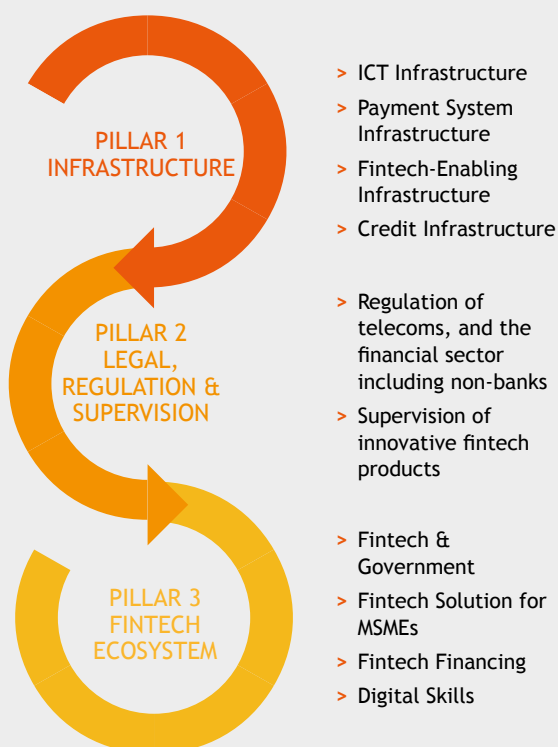 PILLAR 1
INFRASTRUCTURE
> ICT Infrastructure
> Payment System
Infrastructure
> Fintech-Enabling
Infrastructure
> Credit Infrastructure
PILLAR 2
LEGAL,
REGULATION &
SUPERVISION
> Regulation of
telecoms, and the
financial sector
including non-banks
> Supervision of
innovative fintech
products
PILLAR 3
FINTECH
ECOSYSTEM
> Fintech &
Government
> Fintech Solution for
MSMEs
> Fintech Financing
> Digital Skills